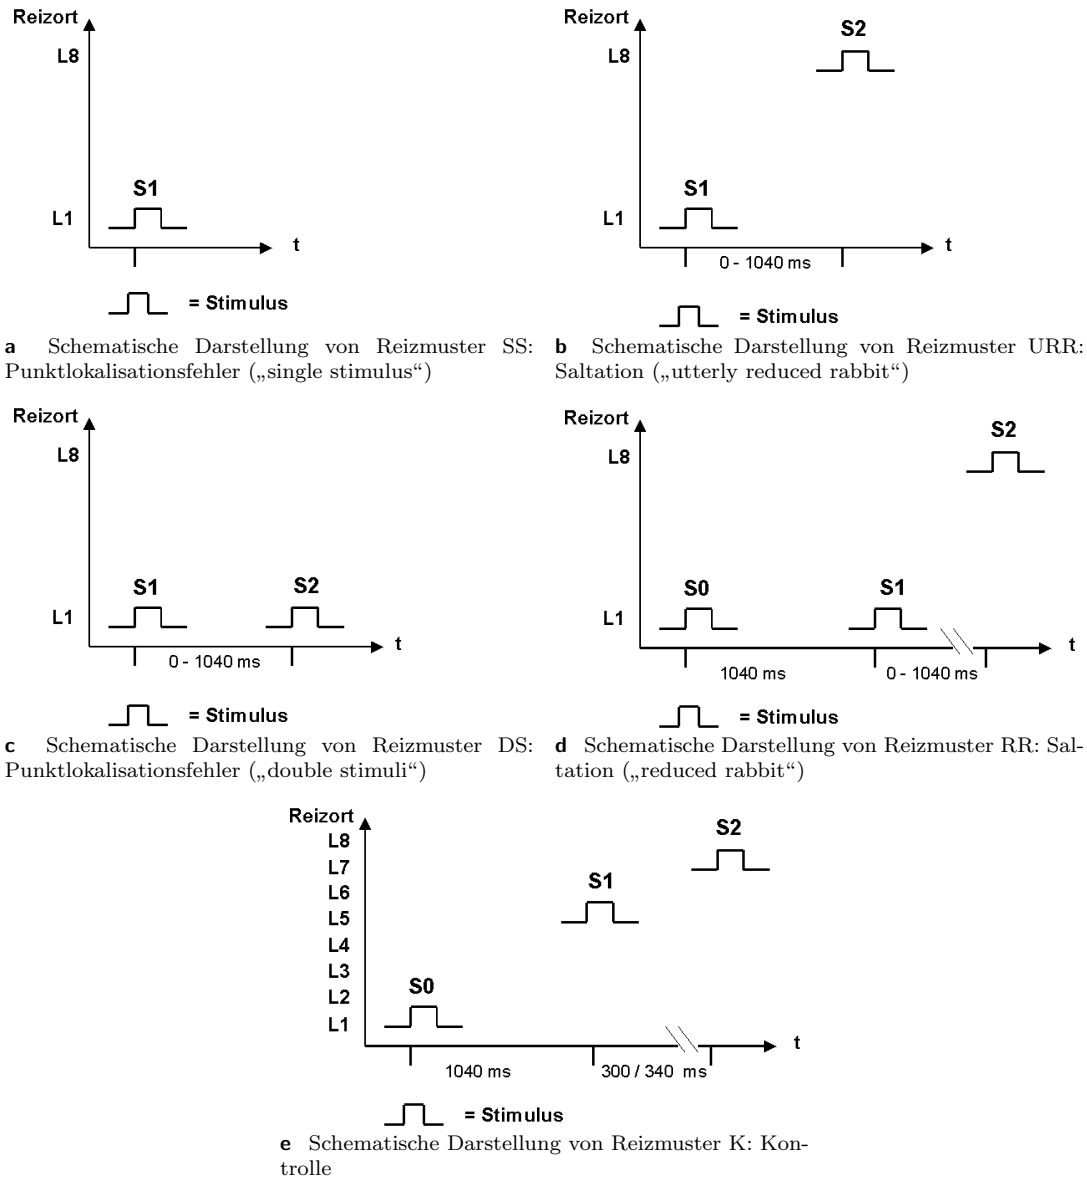 Reizort
L8
S1
L1
t
= Stimulus
a Schematische Darstellung von Reizmuster SS:
Punktlokalisationsfehler („single stimulus“)
Reizort
S2
L8
S1
L1
t
0 - 1040 ms
= Stimulus
b Schematische Darstellung von Reizmuster URR:
Saltation („utterly reduced rabbit“)
Reizort
L8
S1 S2
L1
t
0 - 1040 ms
= Stimulus
c Schematische Darstellung von Reizmuster DS:
Punktlokalisationsfehler („double stimuli“)
Reizort
S2
L8
S0 S1
L1
t
1040 ms 0 - 1040 ms
= Stimulus
d Schematische Darstellung von Reizmuster RR: Sal-
tation („reduced rabbit“)
Reizort
S2
L8
L7
S1
L6
L5
L4
L3
S0
L2
L1
t
1040 ms 300 / 340 ms
= Stimulus
e Schematische Darstellung von Reizmuster K: Kon-
trolle